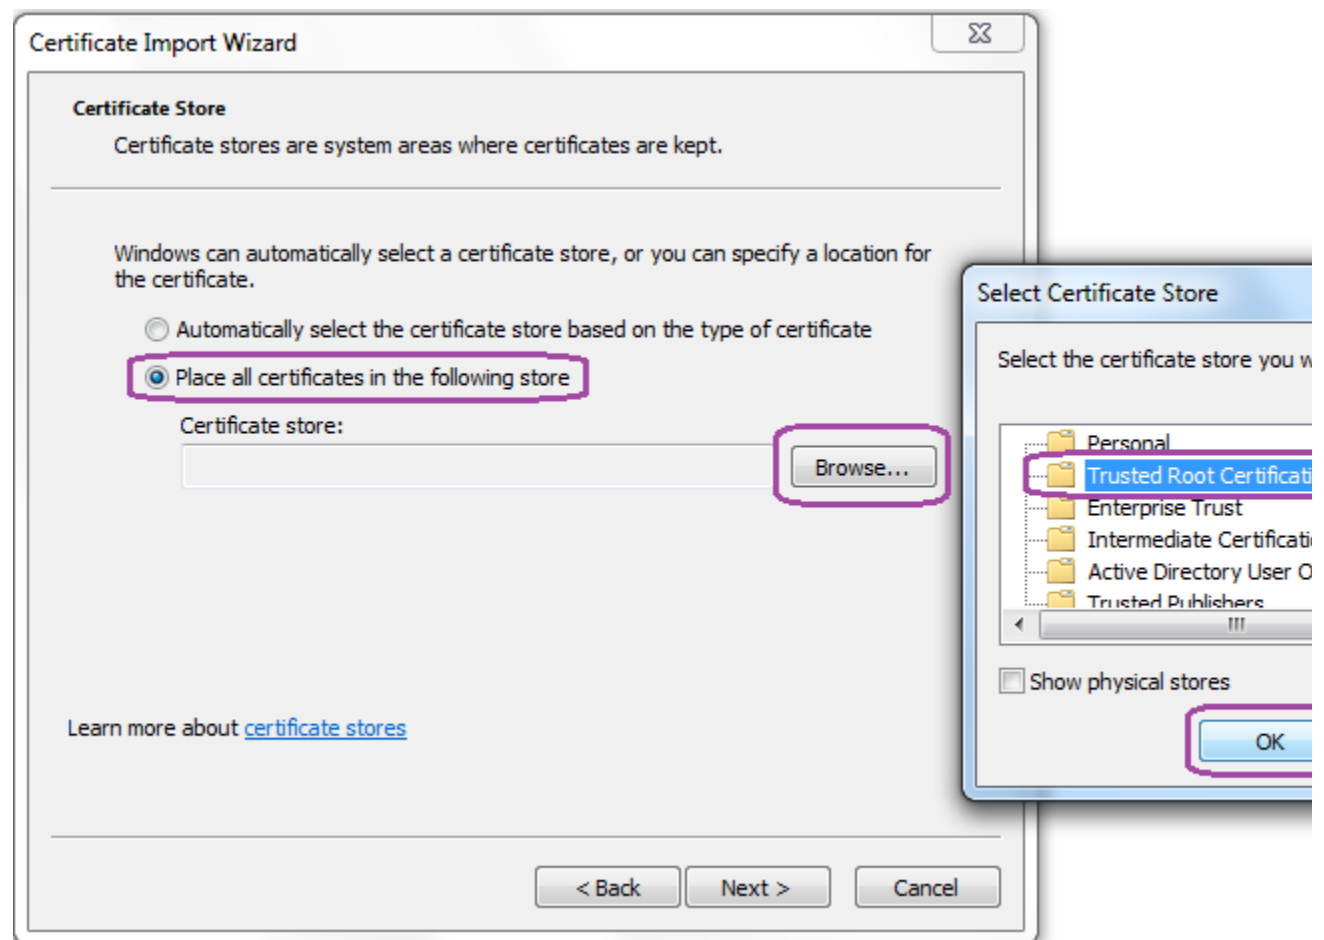 Certificate Import Wizard
Certificate Store
Certificate stores are system areas where certificates are kept.
Windows can automatically select a certificate store, or you can specify a location for
the certificate.
Automatically select the certificate store based on the type of certificate
Place all certificates in the following store
Certificate store:
Browse...
Learn more about certificate stores
< Back
Next >
Cancel
Select Certificate Store
Select the certificate store you w
Personal
Trusted Root Certificati
Enterprise Trust
Intermediate Certificati
Active Directory User O
Trusted Publishers
Show physical stores
OK